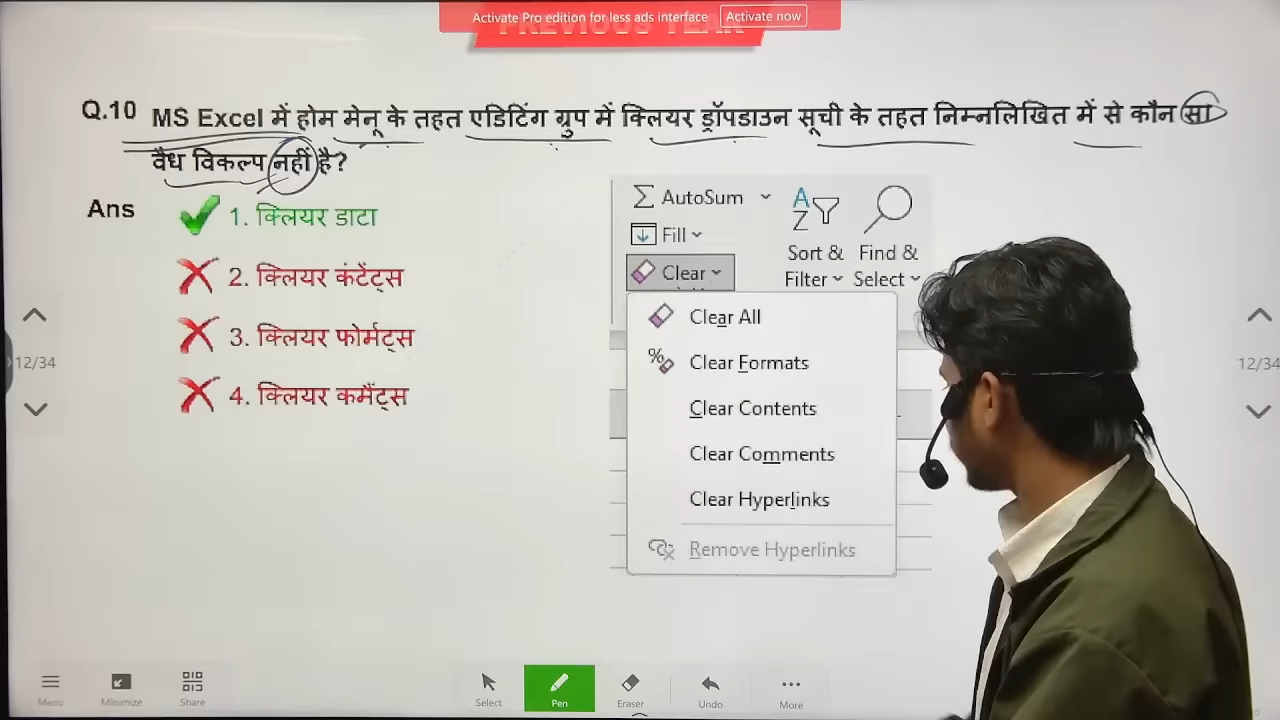 Activate Pro edition for less ads interface Activate now
PREVIOUS YEAR
Q.10 MS Excel में होम मेनू के तहत एडिटिंग ग्रुप में क्लियर ड्रॉपडाउन सूची के तहत निम्नलिखित में से कौन सा
वैध विकल्प नहीं है?
Ans
1. क्लियर डाटा
2. क्लियर कंटेंट्स
3. क्लियर फोर्मट्स
4. क्लियर कमैंट्स
AutoSum
Fill
Clear
Sort &
Filter
Find &
Select
Clear All
Clear Formats
Clear Contents
Clear Comments
Clear Hyperlinks
Remove Hyperlinks
12/34
12/34
Menu
Minimize
Share
Select
Pen
Eraser
Undo
More